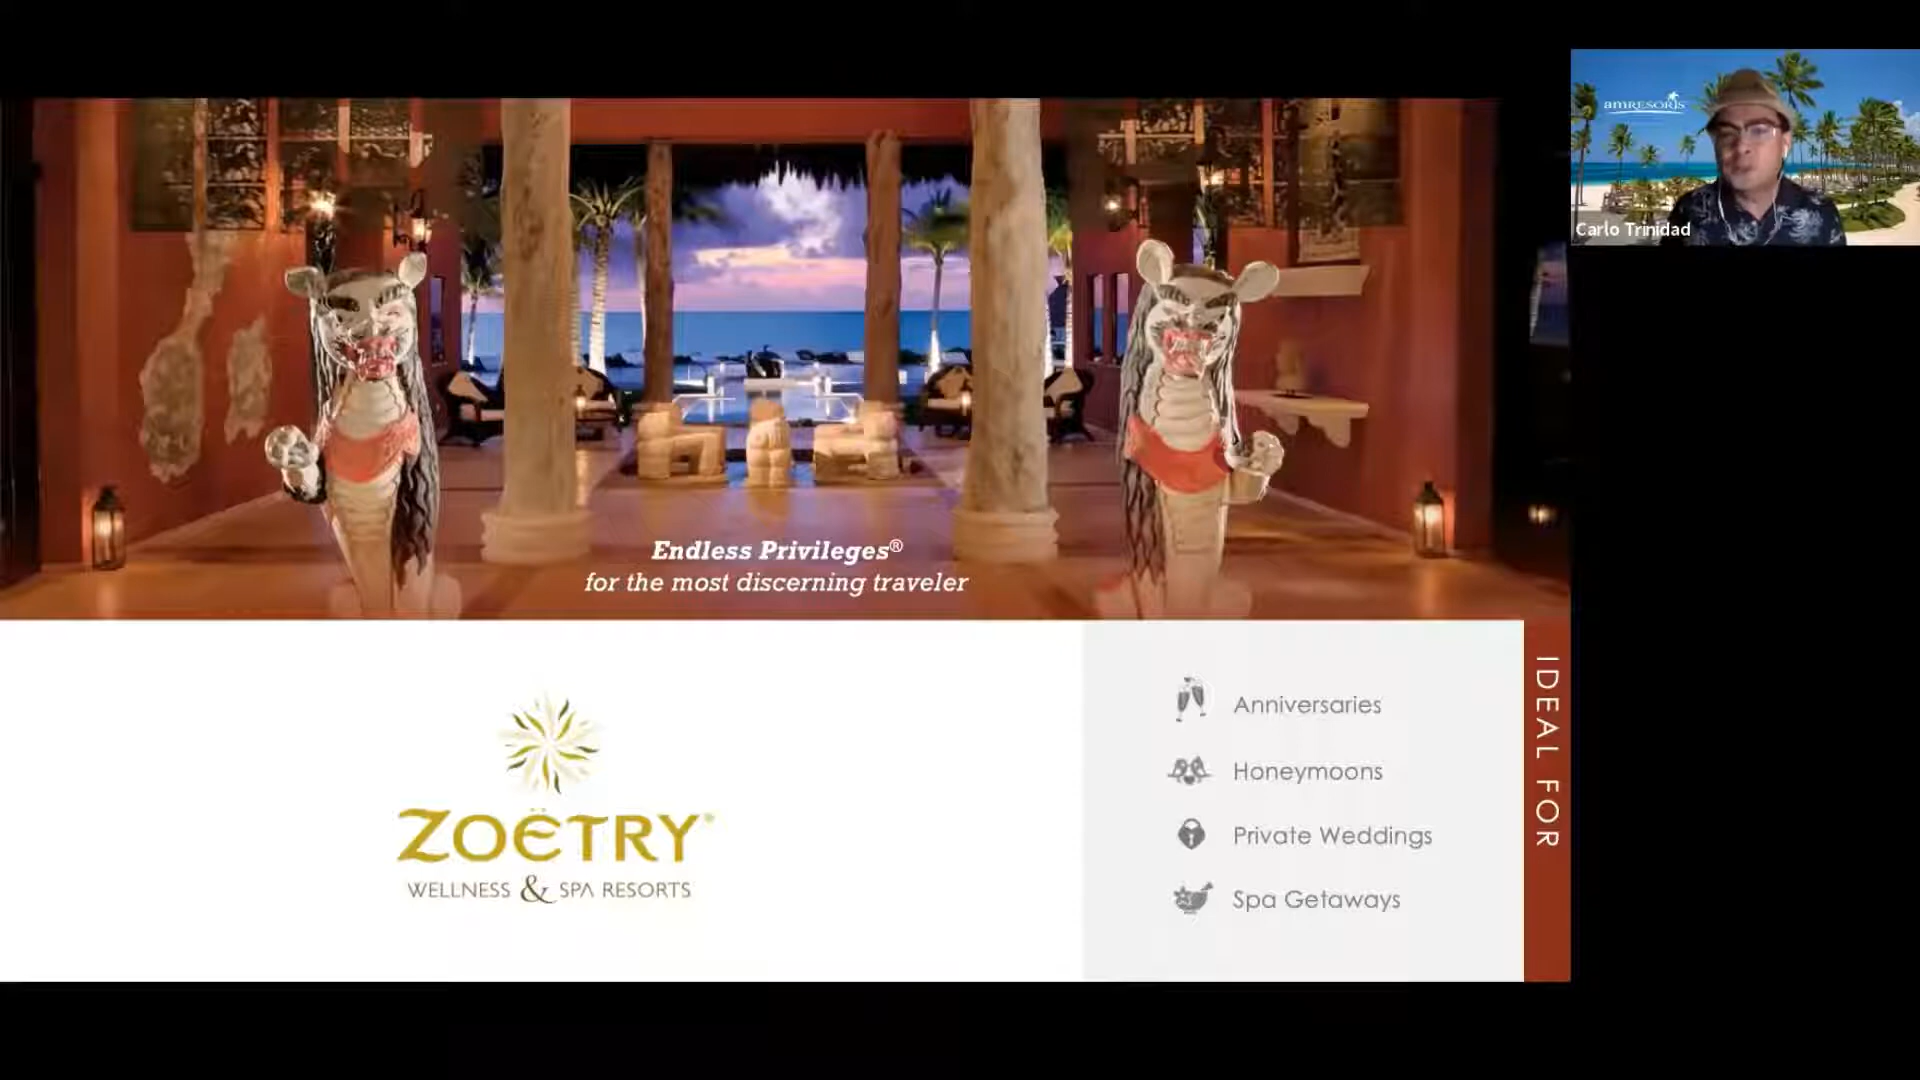 amRESORTS
Carlo Trinidad
Endless Privileges®
for the most discerning traveler
ZOËTRY®
WELLNESS & SPA RESORTS
Anniversaries
Honeymoons
Private Weddings
Spa Getaways
IDEAL FOR